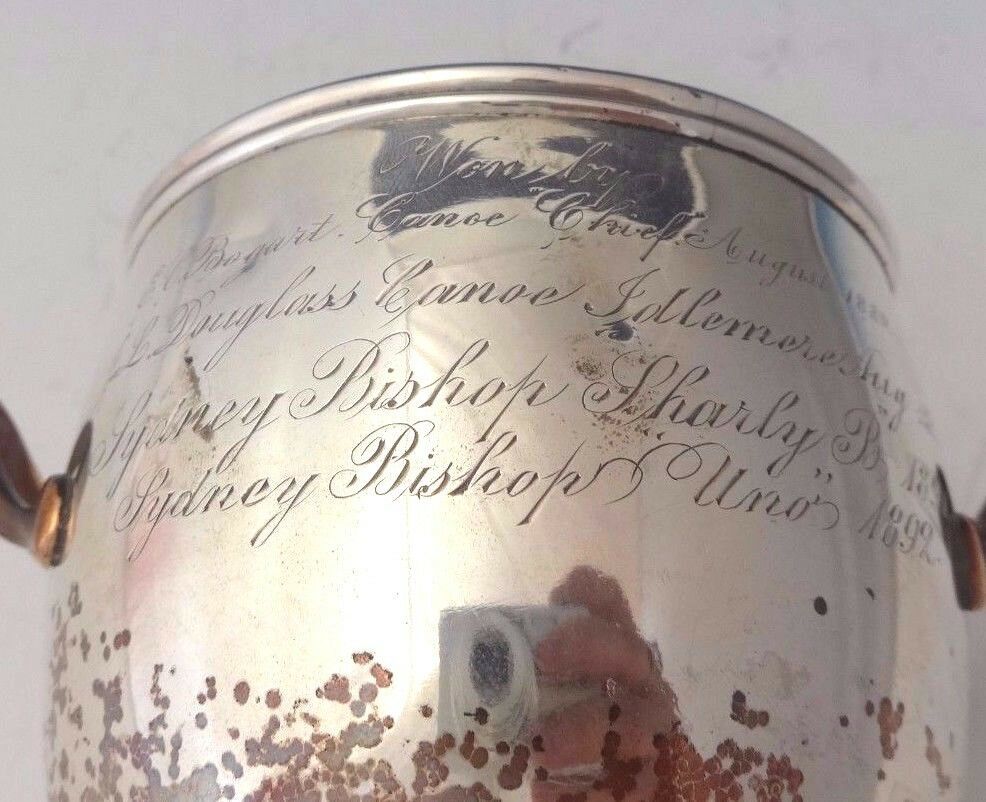 Won by
Bogart. Canoe "Chief" August
L Douglass Canoe Idlemere Aug
Sydney Bishop Sharly B
Sydney Bishop "Uno" 1892.